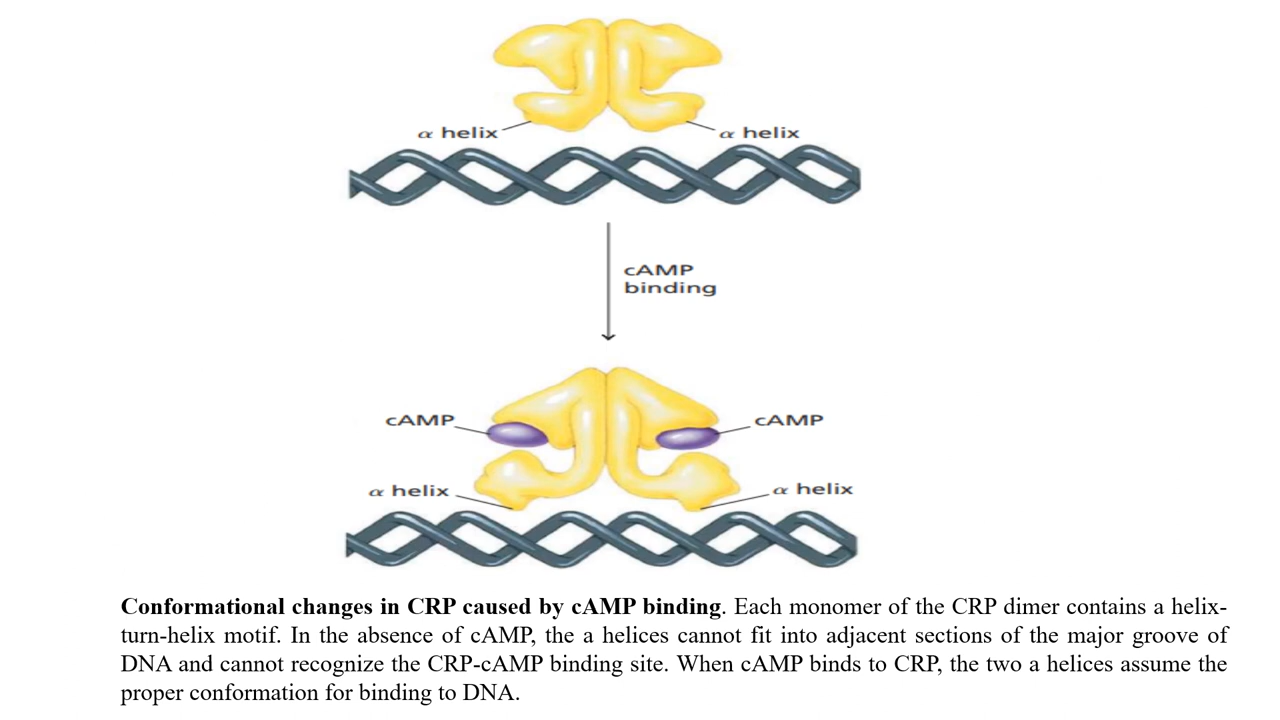 α helix
α helix
cAMP
binding
cAMP
cAMP
α helix
α helix
Conformational changes in CRP caused by cAMP binding. Each monomer of the CRP dimer contains a helix-
turn-helix motif. In the absence of cAMP, the a helices cannot fit into adjacent sections of the major groove of
DNA and cannot recognize the CRP-cAMP binding site. When cAMP binds to CRP, the two a helices assume the
proper conformation for binding to DNA.